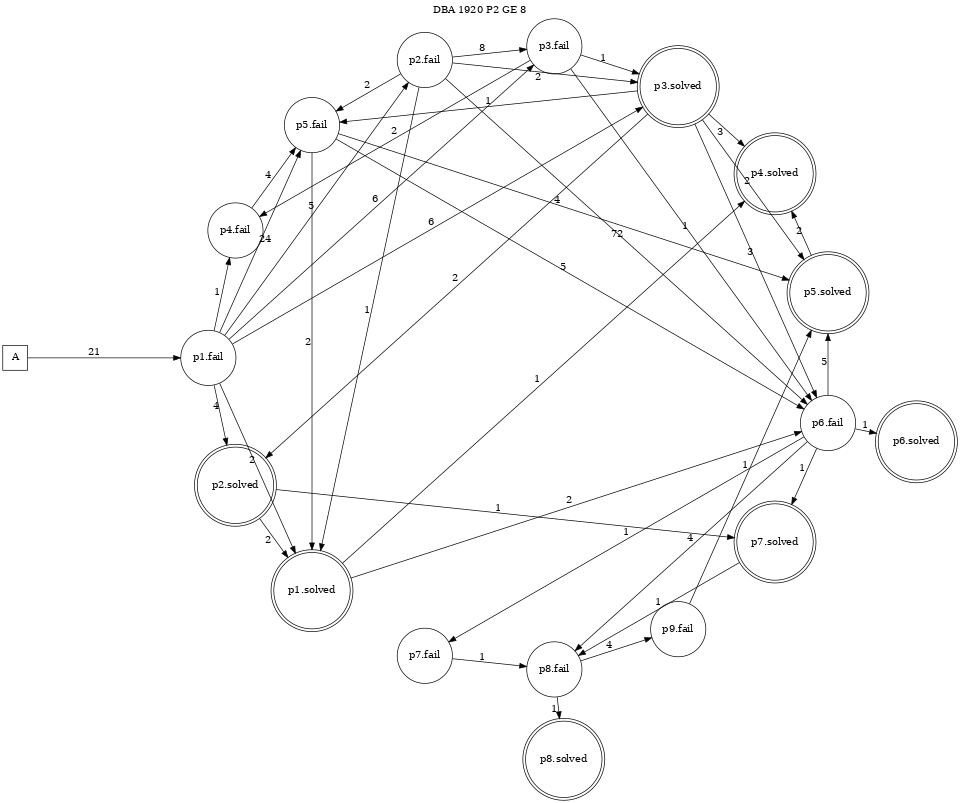 DBA 1920 P2 GE 8
p3.fail
8
p2.fail
1
2
p3.solved
2
1
p5.fail
2
3
4
p4.solved
2
5
6
4
p4.fail
6
1
24
72
2
3
5
2
1
p5.solved
1
2
21
A
p1.fail
5
1
4
p6.fail
1
p6.solved
2
1
1
p2.solved
2
1
1
p7.solved
2
4
p1.solved
1
p9.fail
p7.fail
1
4
p8.fail
1
p8.solved